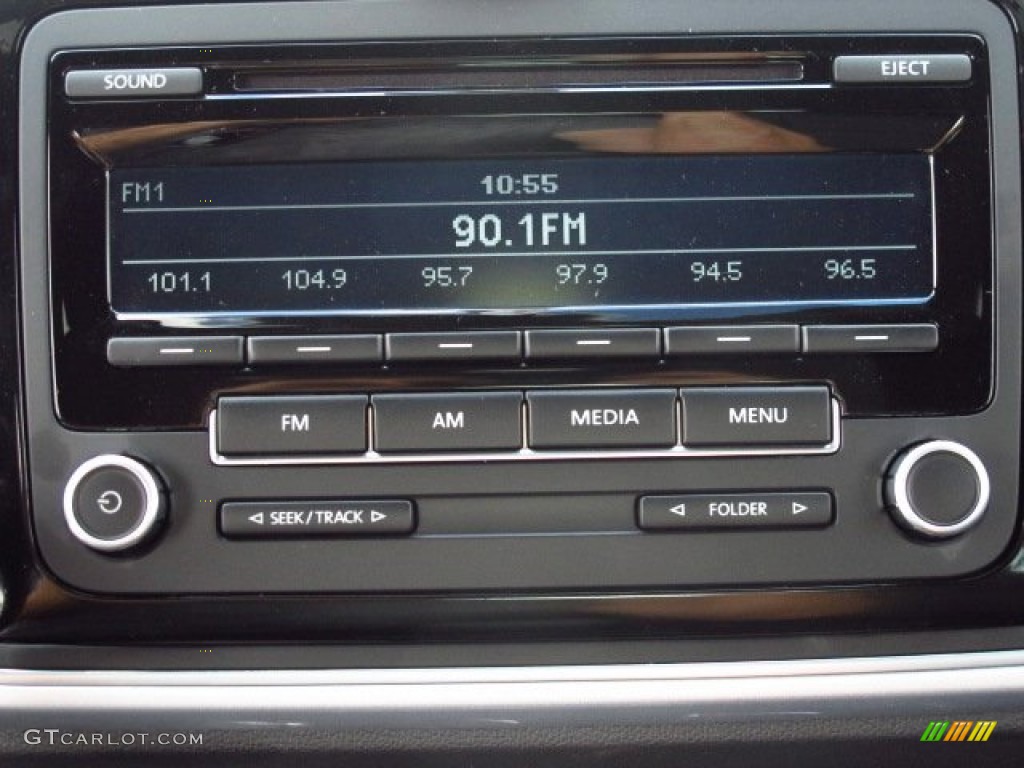 SOUND EJECT
FM1 10:55
90.1FM
101.1 104.9 95.7 97.9 94.5 96.5
FM AM MEDIA MENU
SEEK/TRACK FOLDER
GTCARLOT.COM